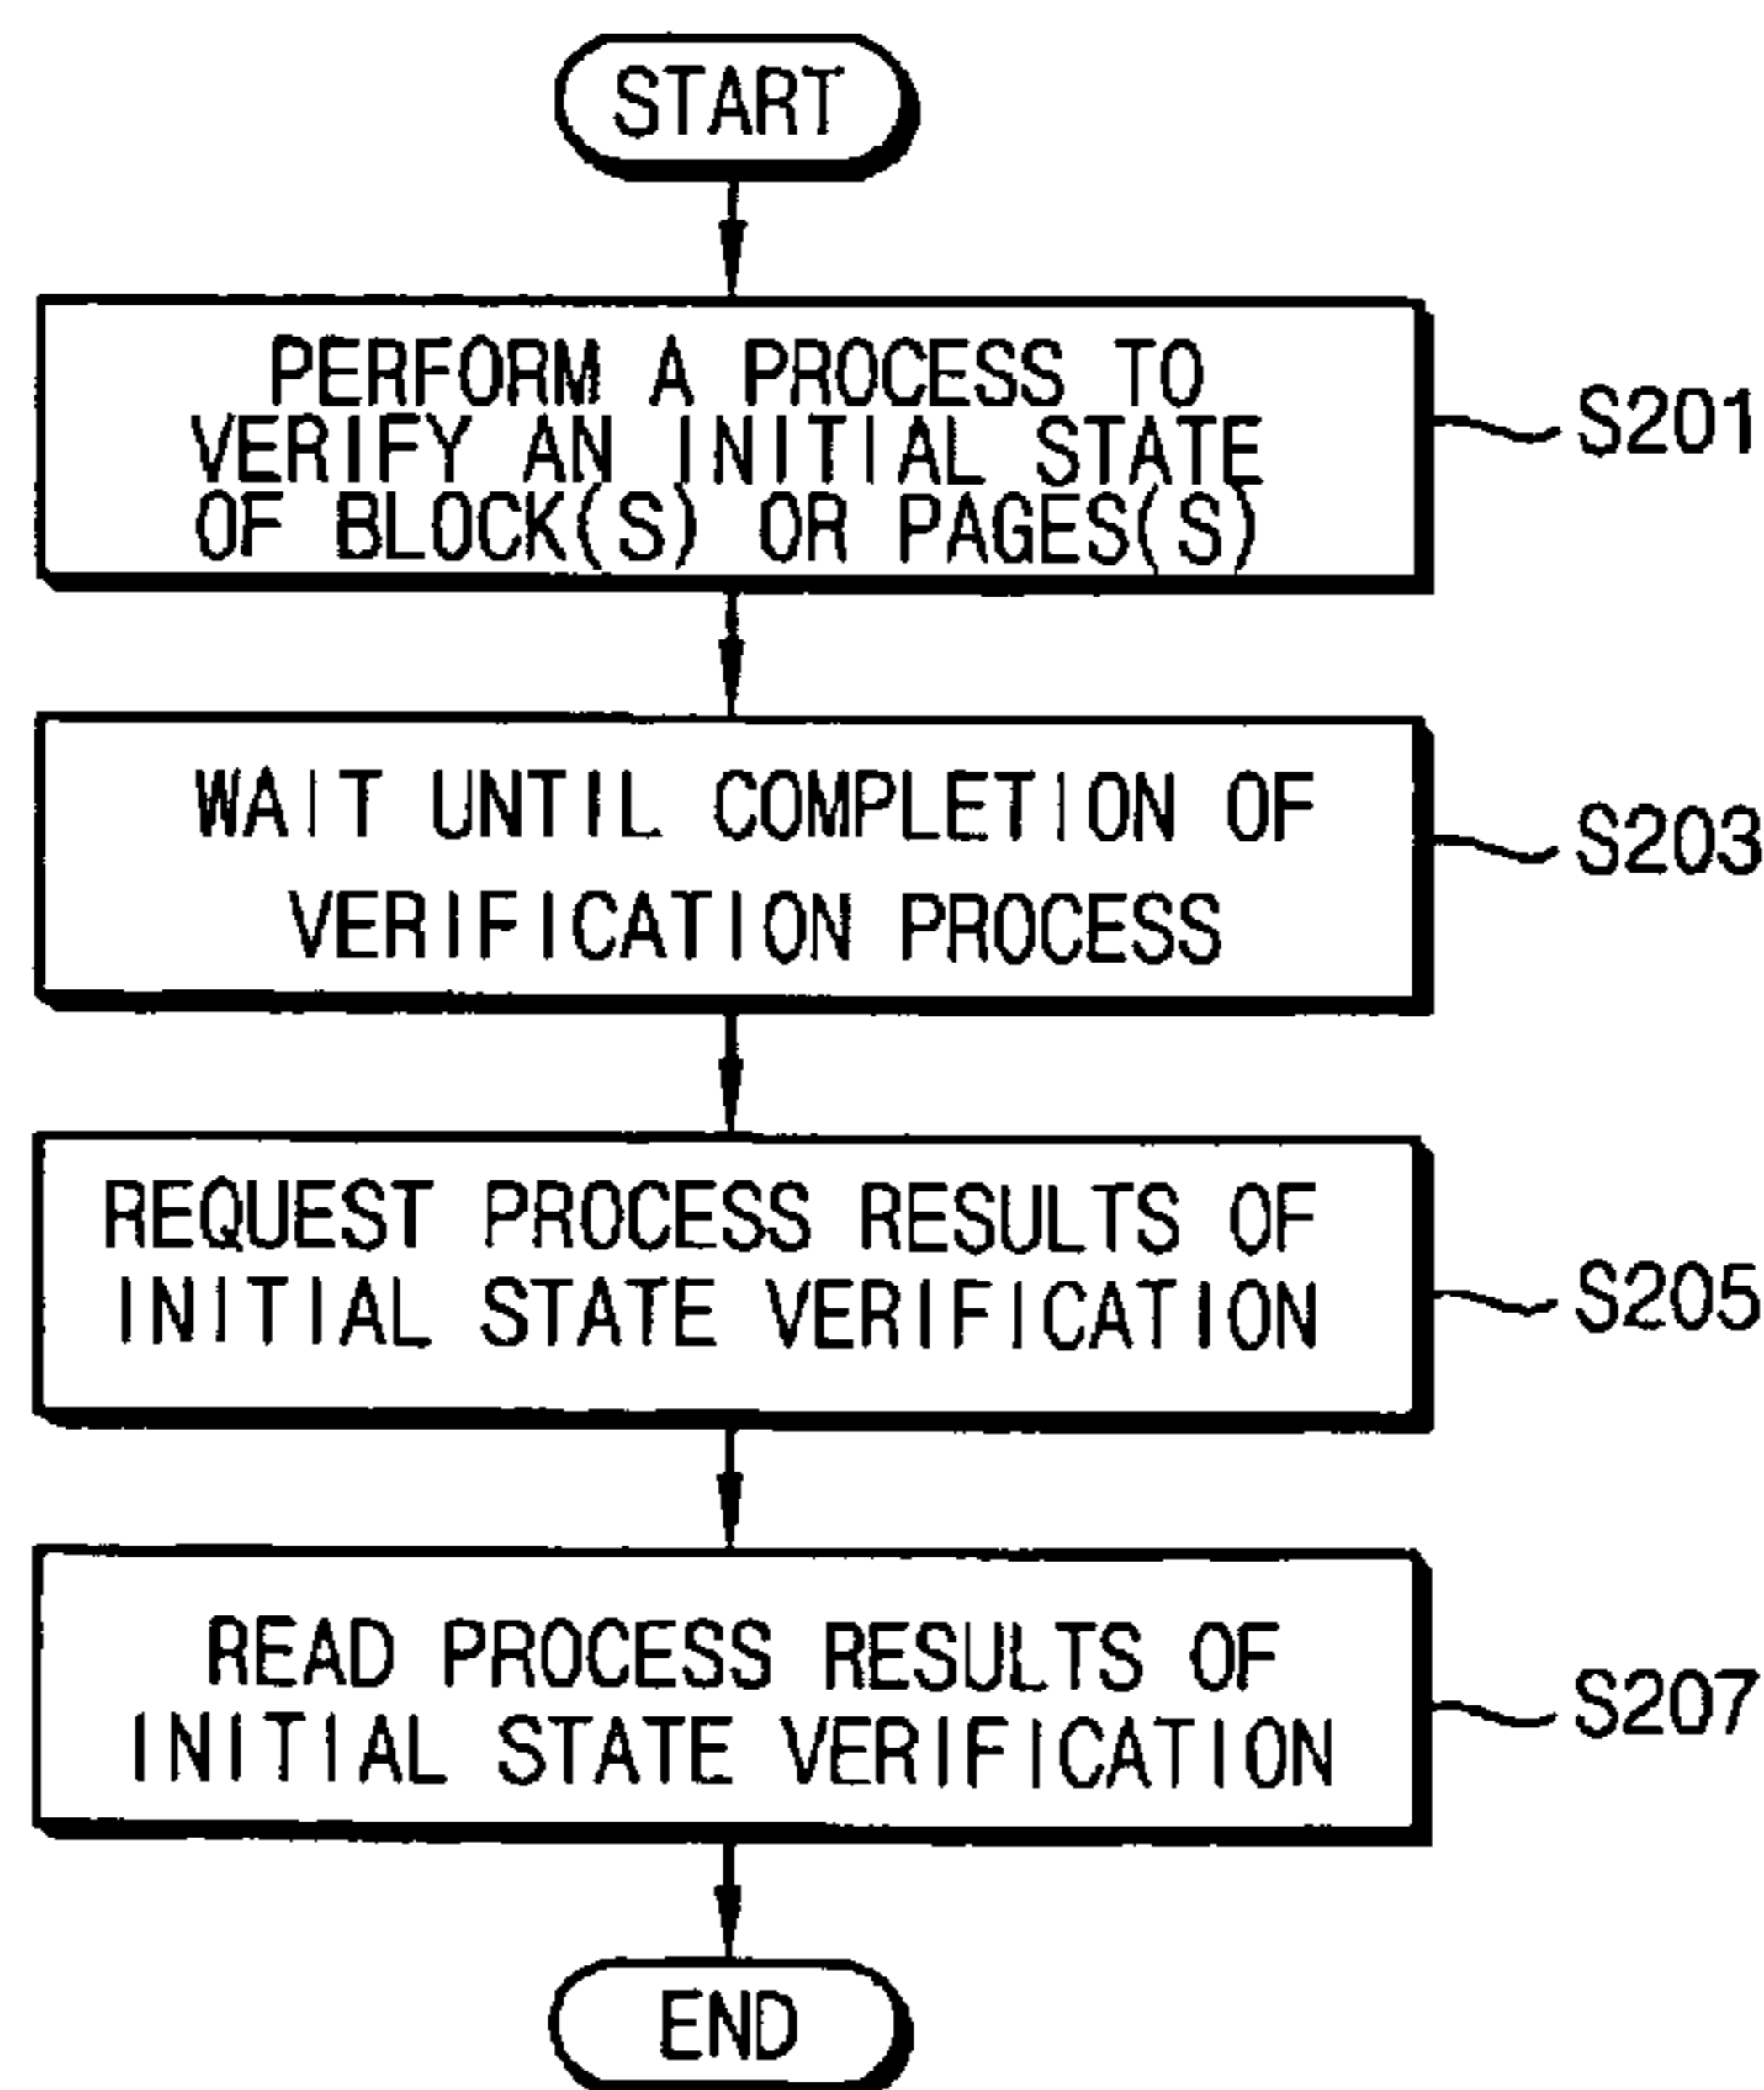 START
PERFORM A PROCESS TO
VERIFY AN INITIAL STATE
OF BLOCK(S) OR PAGES(S)
S201
WAIT UNTIL COMPLETION OF
VERIFICATION PROCESS
S203
REQUEST PROCESS RESULTS OF
INITIAL STATE VERIFICATION
S205
READ PROCESS RESULTS OF
INITIAL STATE VERIFICATION
S207
END